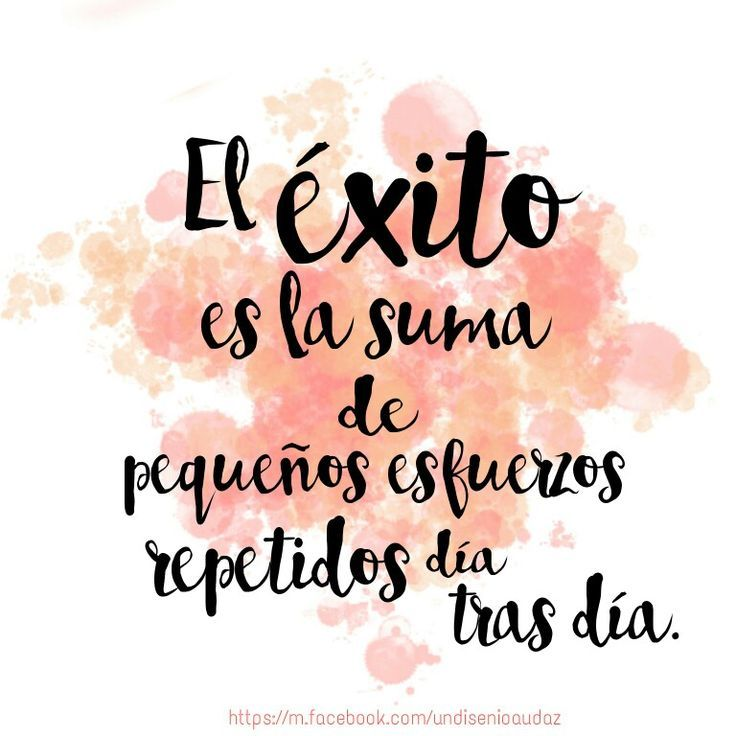 El éxito
es la suma
de
pequeños esfuerzos
repetidos día
tras día.
https://m.facebook.com/undisenioaudaz